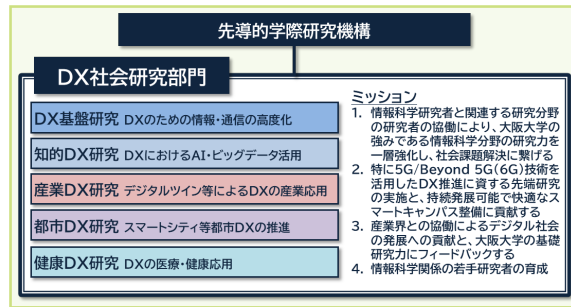 先導的学際研究機構
DX社会研究部門
DX基盤研究 DXのための情報・通信の高度化
知的DX研究 DXにおけるAI・ビッグデータ活用
産業DX研究 デジタルツイン等によるDXの産業応用
都市DX研究 スマートシティ等都市DXの推進
健康DX研究 DXの医療・健康応用
ミッション
1. 情報科学研究者と関連する研究分野
の研究者の協働により、大阪大学の
強みである情報科学分野の研究力を
一層強化し、社会課題解決に繋げる
2. 特に5G/Beyond 5G(6G)技術を
活用したDX推進に資する先端研究
の実施と、持続発展可能で快適なス
マートキャンパス整備に貢献する
3. 産業界との協働によるデジタル社会
の発展への貢献と、大阪大学の基礎
研究力にフィードバックする
4. 情報科学関係の若手研究者の育成